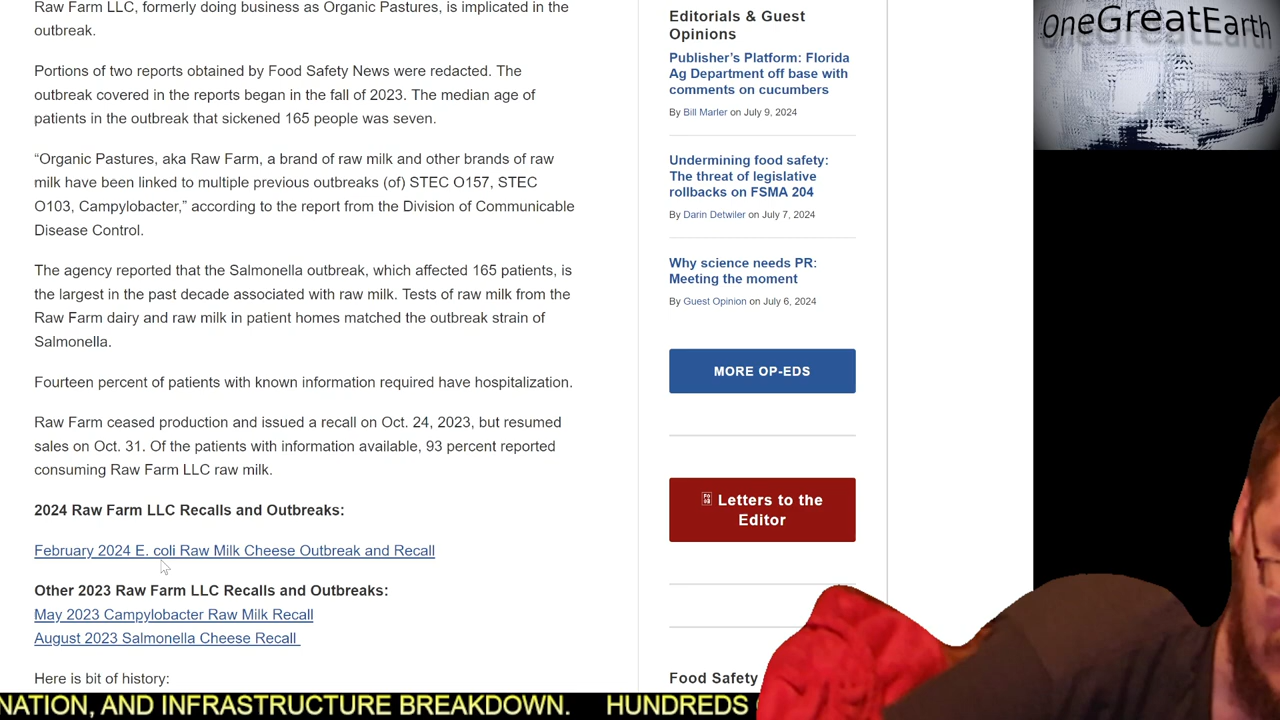 Raw Farm LLC, formerly doing business as Organic Pastures, is implicated in the
outbreak.
Portions of two reports obtained by Food Safety News were redacted. The
outbreak covered in the reports began in the fall of 2023. The median age of
patients in the outbreak that sickened 165 people was seven.
“Organic Pastures, aka Raw Farm, a brand of raw milk and other brands of raw
milk have been linked to multiple previous outbreaks (of) STEC O157, STEC
O103, Campylobacter,” according to the report from the Division of Communicable
Disease Control.
The agency reported that the Salmonella outbreak, which affected 165 patients, is
the largest in the past decade associated with raw milk. Tests of raw milk from the
Raw Farm dairy and raw milk in patient homes matched the outbreak strain of
Salmonella.
Fourteen percent of patients with known information required have hospitalization.
Raw Farm ceased production and issued a recall on Oct. 24, 2023, but resumed
sales on Oct. 31. Of the patients with information available, 93 percent reported
consuming Raw Farm LLC raw milk.
2024 Raw Farm LLC Recalls and Outbreaks:
February 2024 E. coli Raw Milk Cheese Outbreak and Recall
Other 2023 Raw Farm LLC Recalls and Outbreaks:
May 2023 Campylobacter Raw Milk Recall
August 2023 Salmonella Cheese Recall
Here is bit of history:
Editorials & Guest
Opinions
Publisher’s Platform: Florida
Ag Department off base with
comments on cucumbers
By Bill Marler on July 9, 2024
Undermining food safety:
The threat of legislative
rollbacks on FSMA 204
By Darin Detwiler on July 7, 2024
Why science needs PR:
Meeting the moment
By Guest Opinion on July 6, 2024
MORE OP-EDS
Letters to the
Editor
Food Safety
OneGreatEarth
NATION, AND INFRASTRUCTURE BREAKDOWN. HUNDREDS